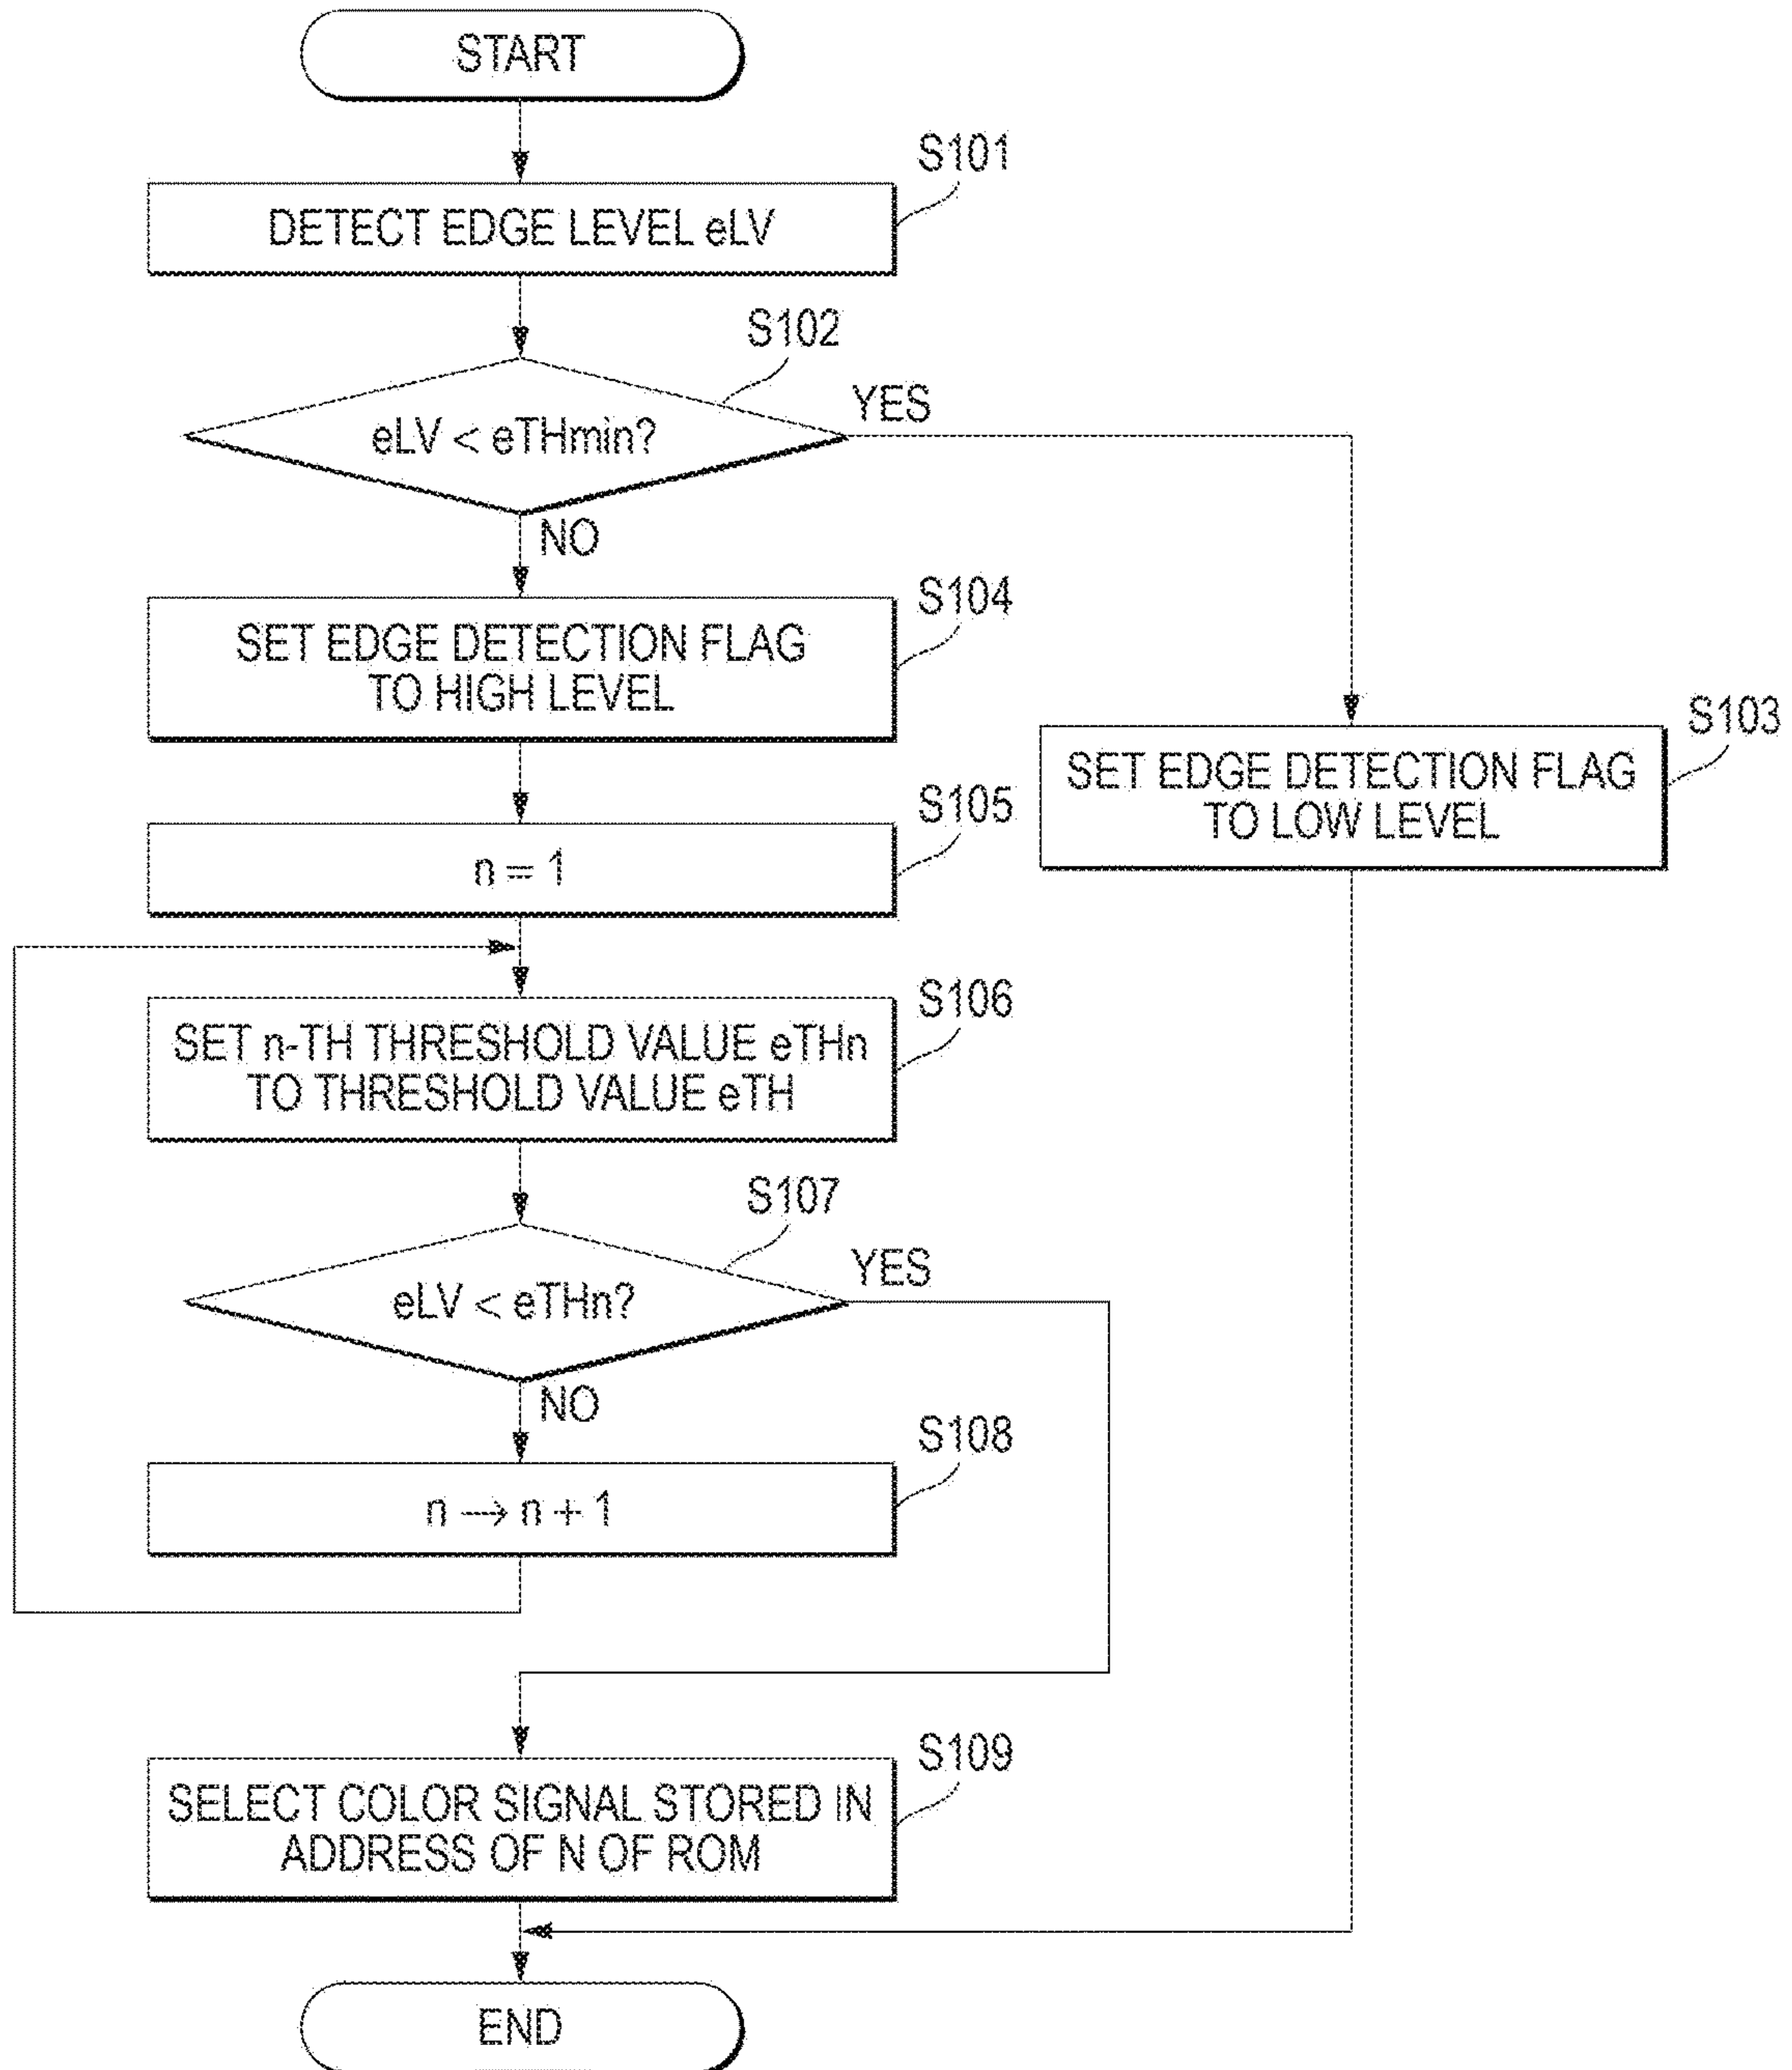 START
S101
DETECT EDGE LEVEL eLV
S102
eLV < eTHmin?
YES
NO
S104
SET EDGE DETECTION FLAG
TO HIGH LEVEL
S103
SET EDGE DETECTION FLAG
TO LOW LEVEL
S105
n = 1
S106
SET n-TH THRESHOLD VALUE eTHn
TO THRESHOLD VALUE eTH
S107
eLV < eTHn?
YES
NO
S108
n → n + 1
S109
SELECT COLOR SIGNAL STORED IN
ADDRESS OF N OF ROM
END